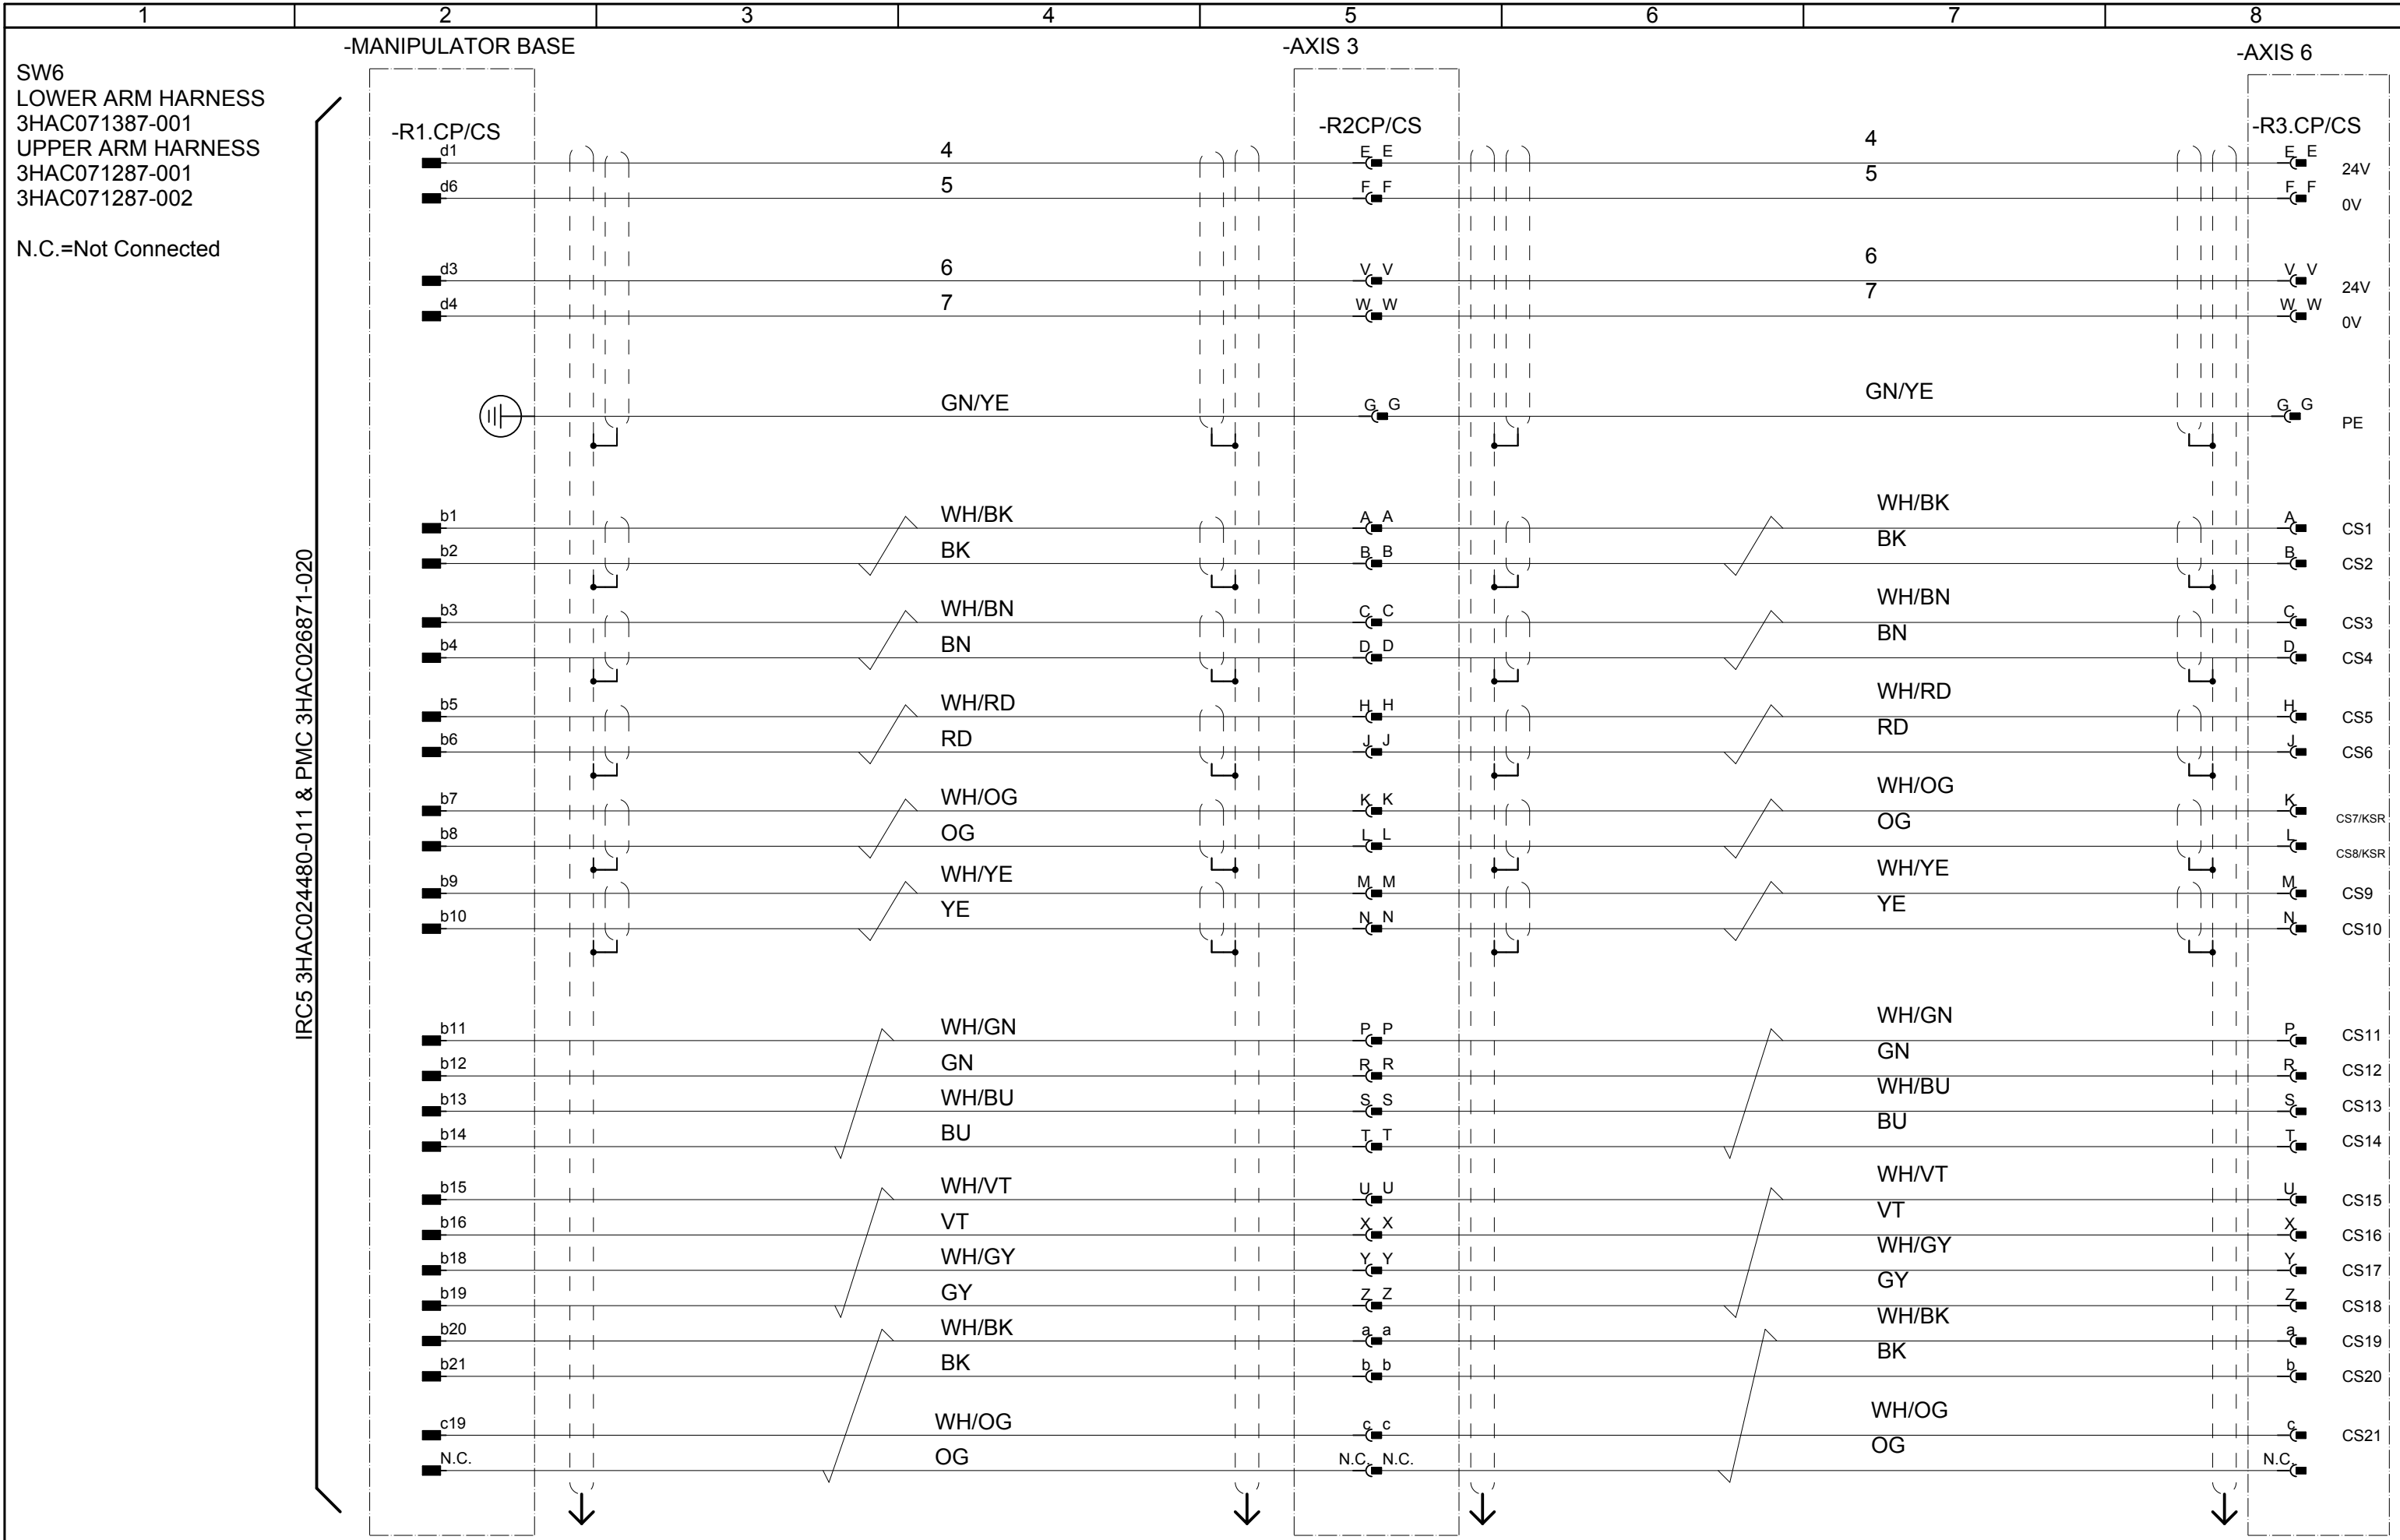 1 2 3 4 5 6 7 8
-MANIPULATOR BASE -AXIS 3 -AXIS 6
SW6
LOWER ARM HARNESS
3HAC071387-001
UPPER ARM HARNESS
3HAC071287-001
3HAC071287-002
N.C.=Not Connected
IRC5 3HAC024480-011 & PMC 3HAC026871-020
-R1.CP/CS -R2CP/CS -R3.CP/CS
d1 4 E E 4 E E 24V
d6 5 F F 5 F F 0V
d3 6 V V 6 V V 24V
d4 7 W W 7 W W 0V
GN/YE G G GN/YE G G PE
b1 WH/BK A A WH/BK A CS1
b2 BK B B BK B CS2
b3 WH/BN C C WH/BN C CS3
b4 BN D D BN D CS4
b5 WH/RD H H WH/RD H CS5
b6 RD J J RD J CS6
b7 WH/OG K K WH/OG K CS7/KSR
b8 OG L L OG L CS8/KSR
b9 WH/YE M M WH/YE M CS9
b10 YE N N YE N CS10
b11 WH/GN P P WH/GN P CS11
b12 GN R R GN R CS12
b13 WH/BU S S WH/BU S CS13
b14 BU T T BU T CS14
b15 WH/VT U U WH/VT U CS15
b16 VT X X VT X CS16
b18 WH/GY Y Y WH/GY Y CS17
b19 GY Z Z GY Z CS18
b20 WH/BK a a WH/BK a CS19
b21 BK b b BK b CS20
c19 WH/OG c c WH/OG c CS21
N.C. OG N.C. N.C. OG N.C.